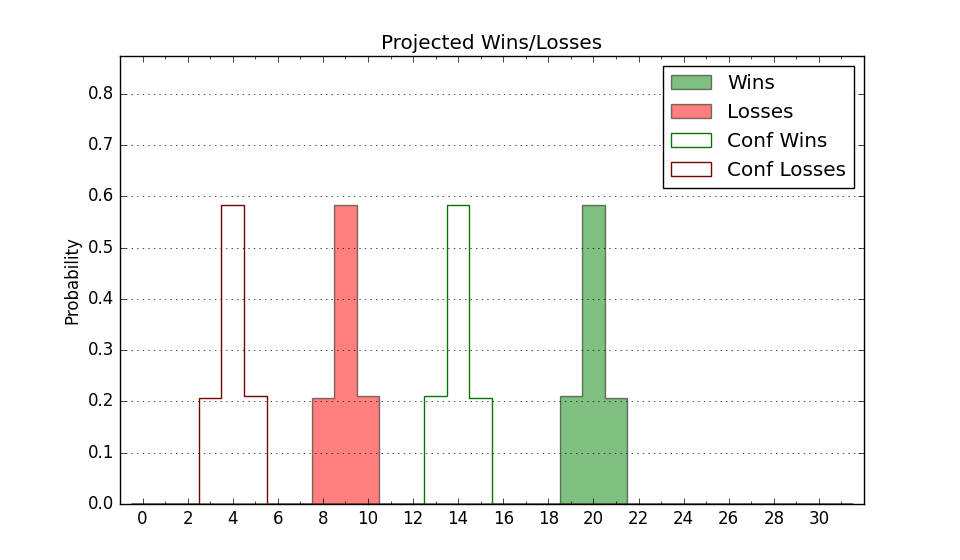 Projected Wins/Losses
Wins
Losses
Conf Wins
Conf Losses
Probability
0.8
0.7
0.6
0.5
0.4
0.3
0.2
0.1
0.0
0 2 4 6 8 10 12 14 16 18 20 22 24 26 28 30